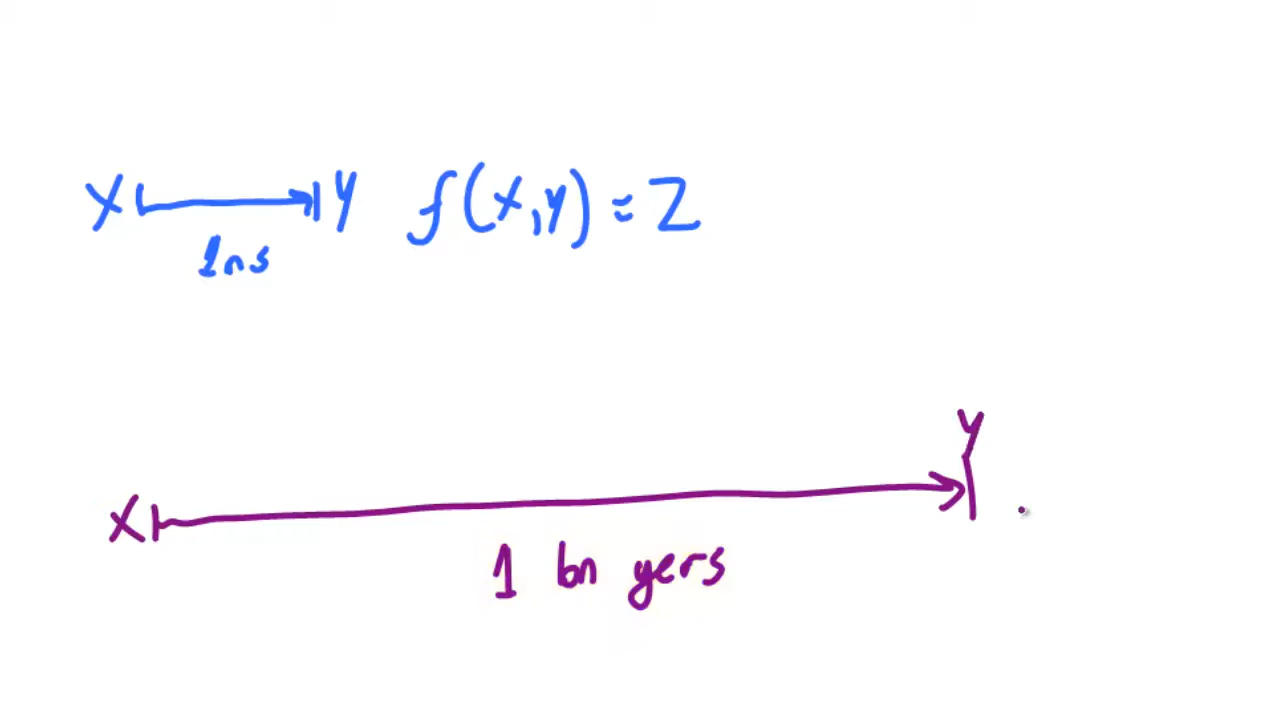 X Y f(x,y) = Z
1ns
Y
X
1 bn yers